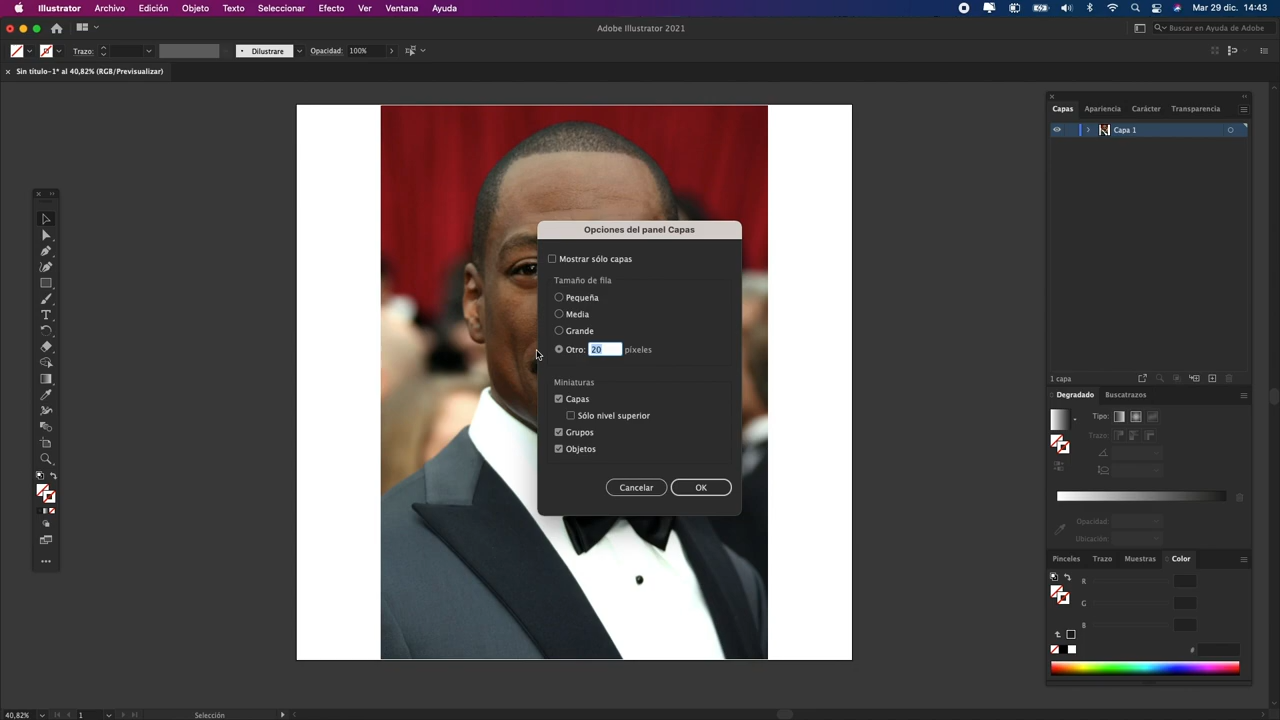 Illustrator Archivo Edición Objeto Texto Seleccionar Efecto Ver Ventana Ayuda Mar 29 dic. 14:43
Adobe Illustrator 2021 Buscar en Ayuda de Adobe
Trazo: Dilustrare Opacidad: 100%
Sin título-1* al 40,82% (RGB/Previsualizar)
Capas Apariencia Carácter Transparencia
Capa 1
Opciones del panel Capas
Mostrar sólo capas
Tamaño de fila
Pequeña
Media
Grande
Otro: 20 píxeles
Miniaturas
Capas
Sólo nivel superior
Grupos
Objetos
Cancelar OK
1 capa
Degradado Buscatrazos
Tipo:
Trazo:
Opacidad:
Ubicación:
Pinceles Trazo Muestras Color
R
G
B
#
40,82% 1 Selección